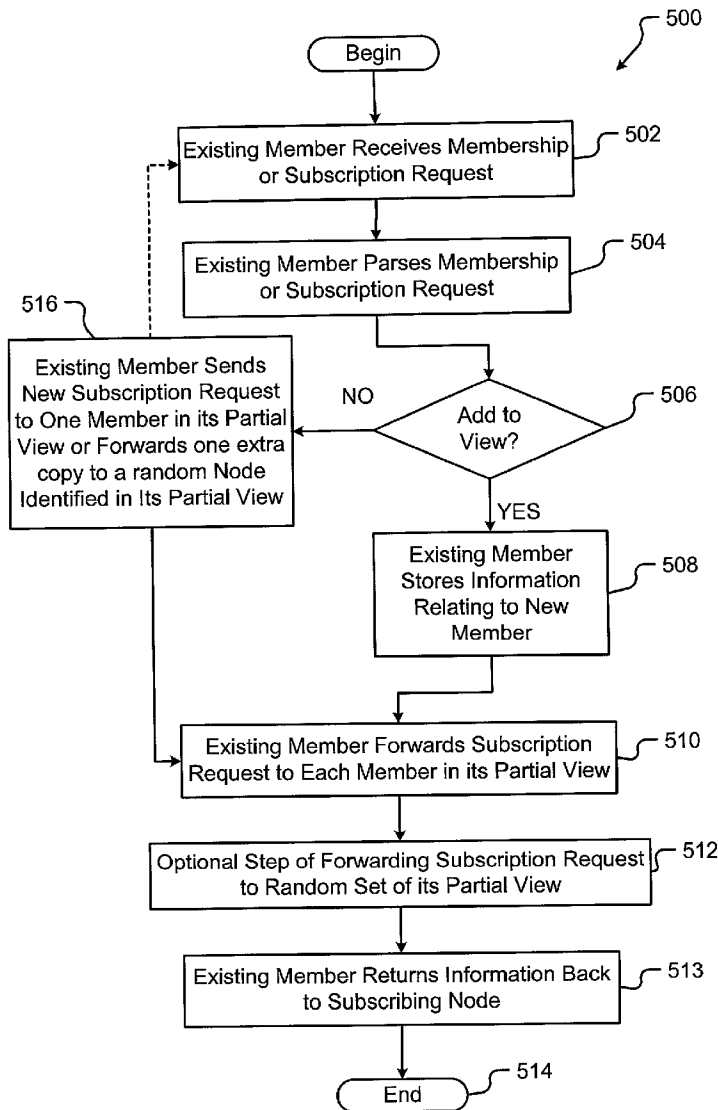 500
Begin
Existing Member Receives Membership
or Subscription Request
502
Existing Member Parses Membership
or Subscription Request
504
516
Existing Member Sends
New Subscription Request
to One Member in its Partial
View or Forwards one extra
copy to a random Node
Identified in Its Partial View
NO
Add to
View?
506
YES
Existing Member
Stores Information
Relating to New
Member
508
Existing Member Forwards Subscription
Request to Each Member in its Partial View
510
Optional Step of Forwarding Subscription Request
to Random Set of its Partial View
512
Existing Member Returns Information Back
to Subscribing Node
513
End
514